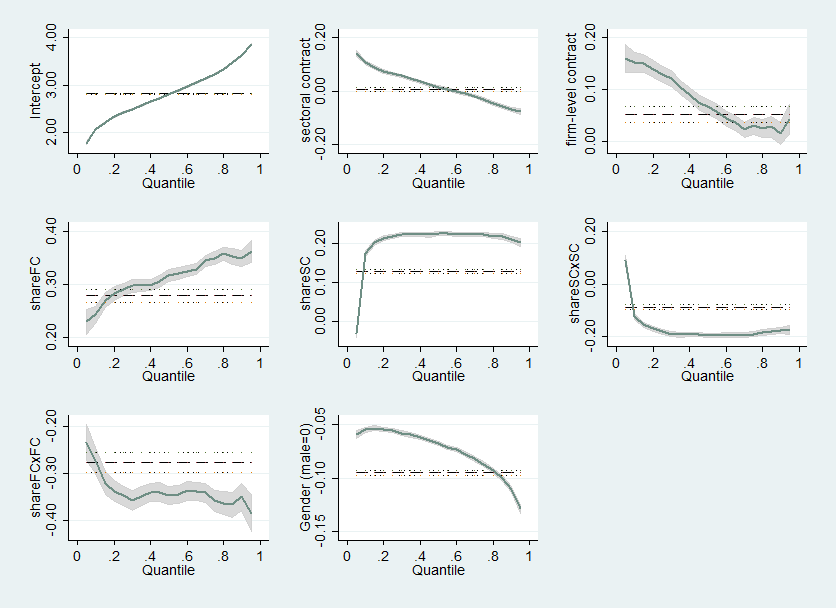 Intercept
4.00
3.00
2.00
0 .2 .4 .6 .8 1
Quantile
sectoral contract
0.20
0.00
-0.20
0 .2 .4 .6 .8 1
Quantile
firm-level contract
0.20
0.10
0.00
0 .2 .4 .6 .8 1
Quantile
shareFC
0.40
0.30
0.20
0 .2 .4 .6 .8 1
Quantile
shareSC
0.20
0.10
0.00
0 .2 .4 .6 .8 1
Quantile
shareSCxSC
0.20
0.00
-0.20
0 .2 .4 .6 .8 1
Quantile
shareFCxFC
-0.20
-0.30
-0.40
0 .2 .4 .6 .8 1
Quantile
Gender (male=0)
-0.05
-0.10
-0.15
0 .2 .4 .6 .8 1
Quantile